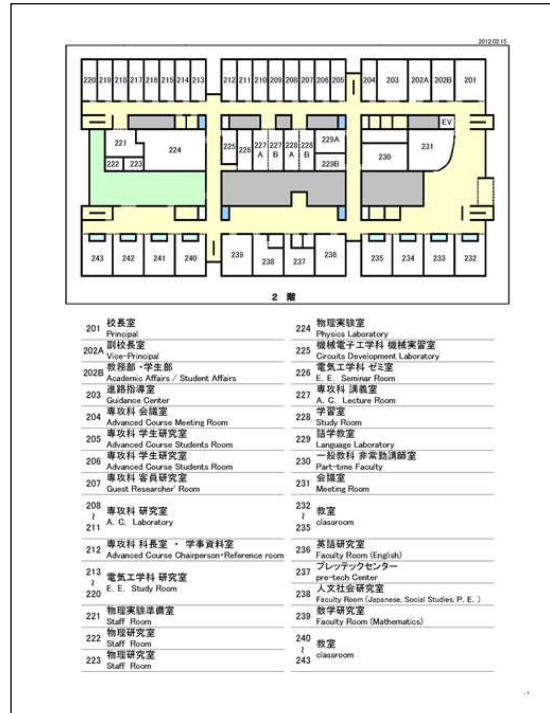 2012.02.15
220 219 218 217 216 215 214 213 212 211 210 209 208 207 206 205 204 203 202A 202B 201
EV
221 224 225 226 227 A 227 B 228 A 228 B 229A 230 231
222 223 229B
243 242 241 240 239 238 237 236 235 234 233 232
2 階
201 校長室
Principal
202A 副校長室
Vice-Principal
202B 教務部・学生部
Academic Affairs / Student Affairs
203 進路指導室
Guidance Center
204 専攻科 会議室
Advanced Course Meeting Room
205 専攻科 学生研究室
Advanced Course Students Room
206 専攻科 学生研究室
Advanced Course Students Room
207 専攻科 客員研究室
Guest Researcher' Room
208 ~ 211 専攻科 研究室
A. C. Laboratory
212 専攻科 科長室 ・ 学事資料室
Advanced Course Chairperson・Reference room
213 ~ 220 電気工学科 研究室
E. E. Study Room
221 物理実験準備室
Staff Room
222 物理研究室
Staff Room
223 物理研究室
Staff Room
224 物理実験室
Physics Laboratory
225 機械電子工学科 機械実習室
Circuits Development Laboratory
226 電気工学科 ゼミ室
E. E. Seminar Room
227 専攻科 講義室
A. C. Lecture Room
228 学習室
Study Room
229 語学教室
Language Laboratory
230 一般教科 非常勤講師室
Part-time Faculty
231 会議室
Meeting Room
232 ~ 235 教室
classroom
236 英語研究室
Faculty Room (English)
237 プレッテックセンター
pre-tech Center
238 人文社会研究室
Faculty Room (Japanese, Social Studies, P. E. )
239 数学研究室
Faculty Room (Mathematics)
240 ~ 243 教室
classroom